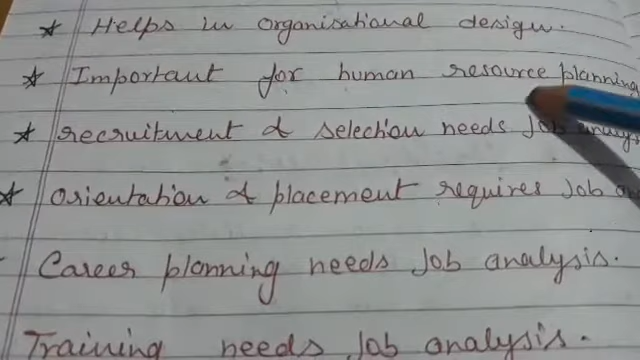 * Helps in organisational design.
* Important for human resource planning
* recruitment & selection needs Job
* orientation & placement requires Job
Career planning needs Job analysis.
Training needs Job analysis.